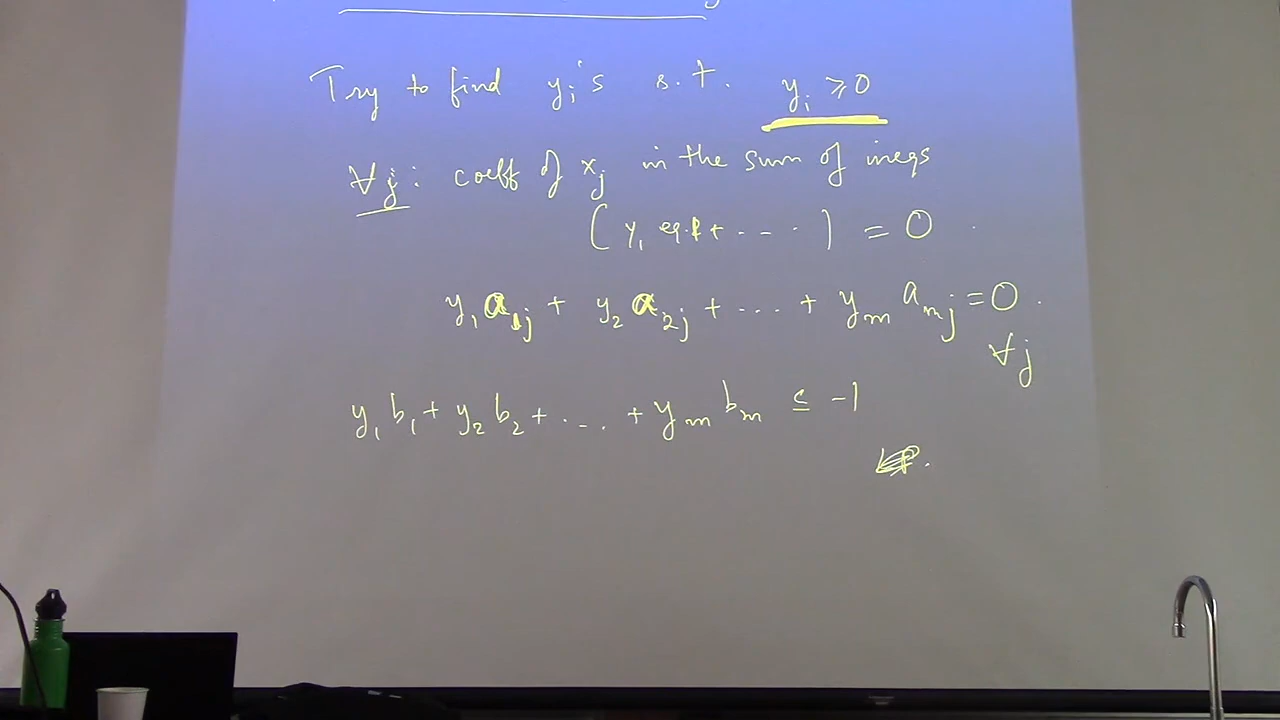 Try to find yᵢ's s.t. yᵢ ≥ 0
∀j: coeff of xⱼ in the sum of ineqs
(y₁ eq.1 + ....) = 0
y₁ a₁ⱼ + y₂ a₂ⱼ + ... + yₘ aₘⱼ = 0.
∀j
y₁ b₁ + y₂ b₂ + .... + yₘ bₘ ≤ -1